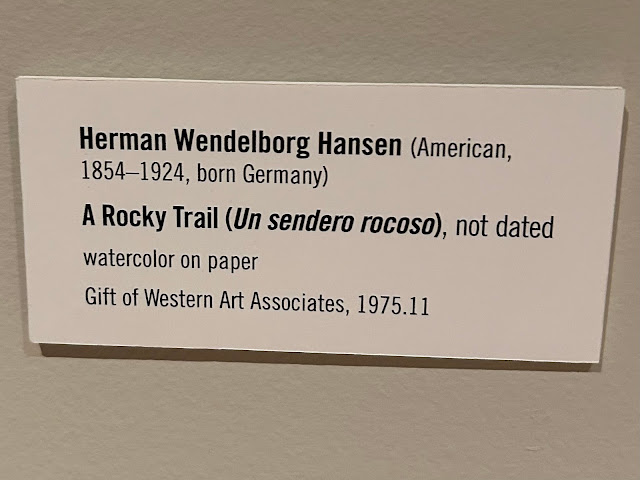 Herman Wendelborg Hansen (American,
1854–1924, born Germany)
A Rocky Trail (Un sendero rocoso), not dated
watercolor on paper
Gift of Western Art Associates, 1975.11